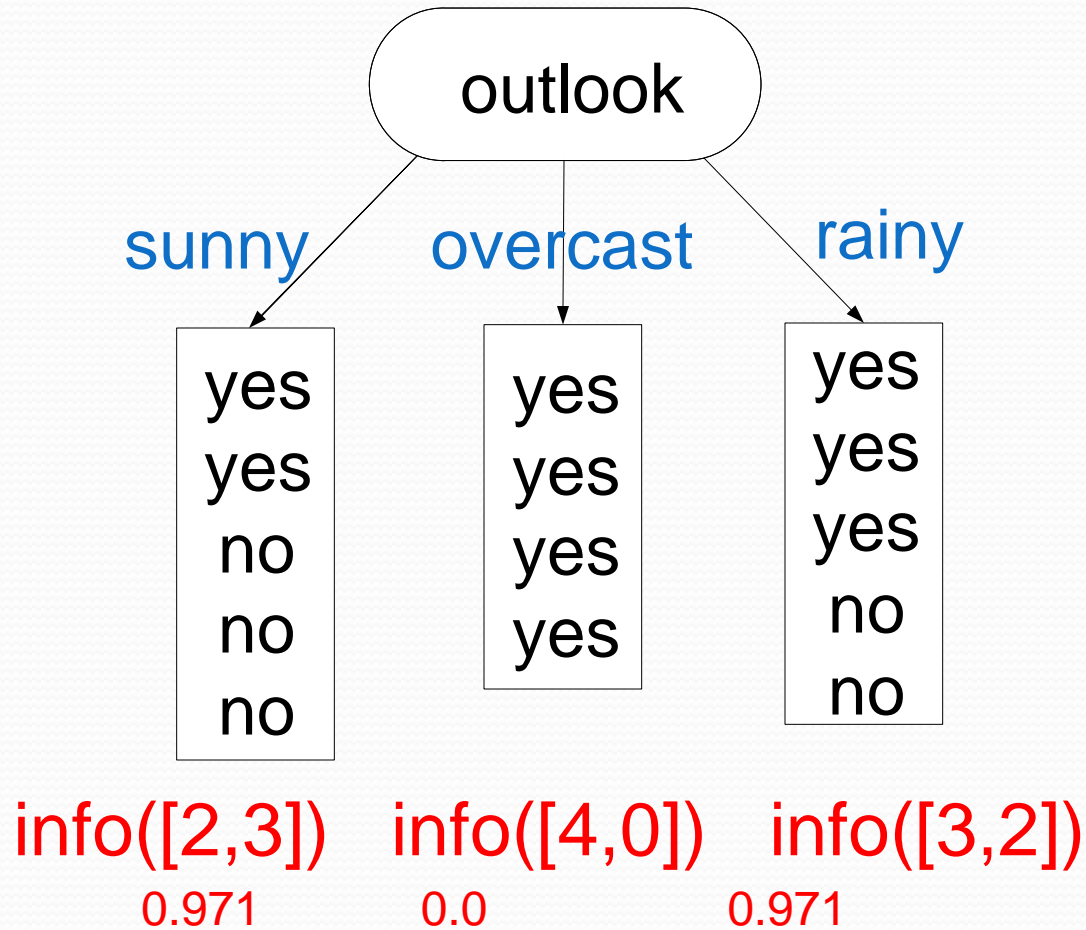 outlook
sunny overcast rainy
yes
yes
no
no
no
yes
yes
yes
yes
yes
yes
yes
no
no
info([2,3]) info([4,0]) info([3,2])
0.971 0.0 0.971